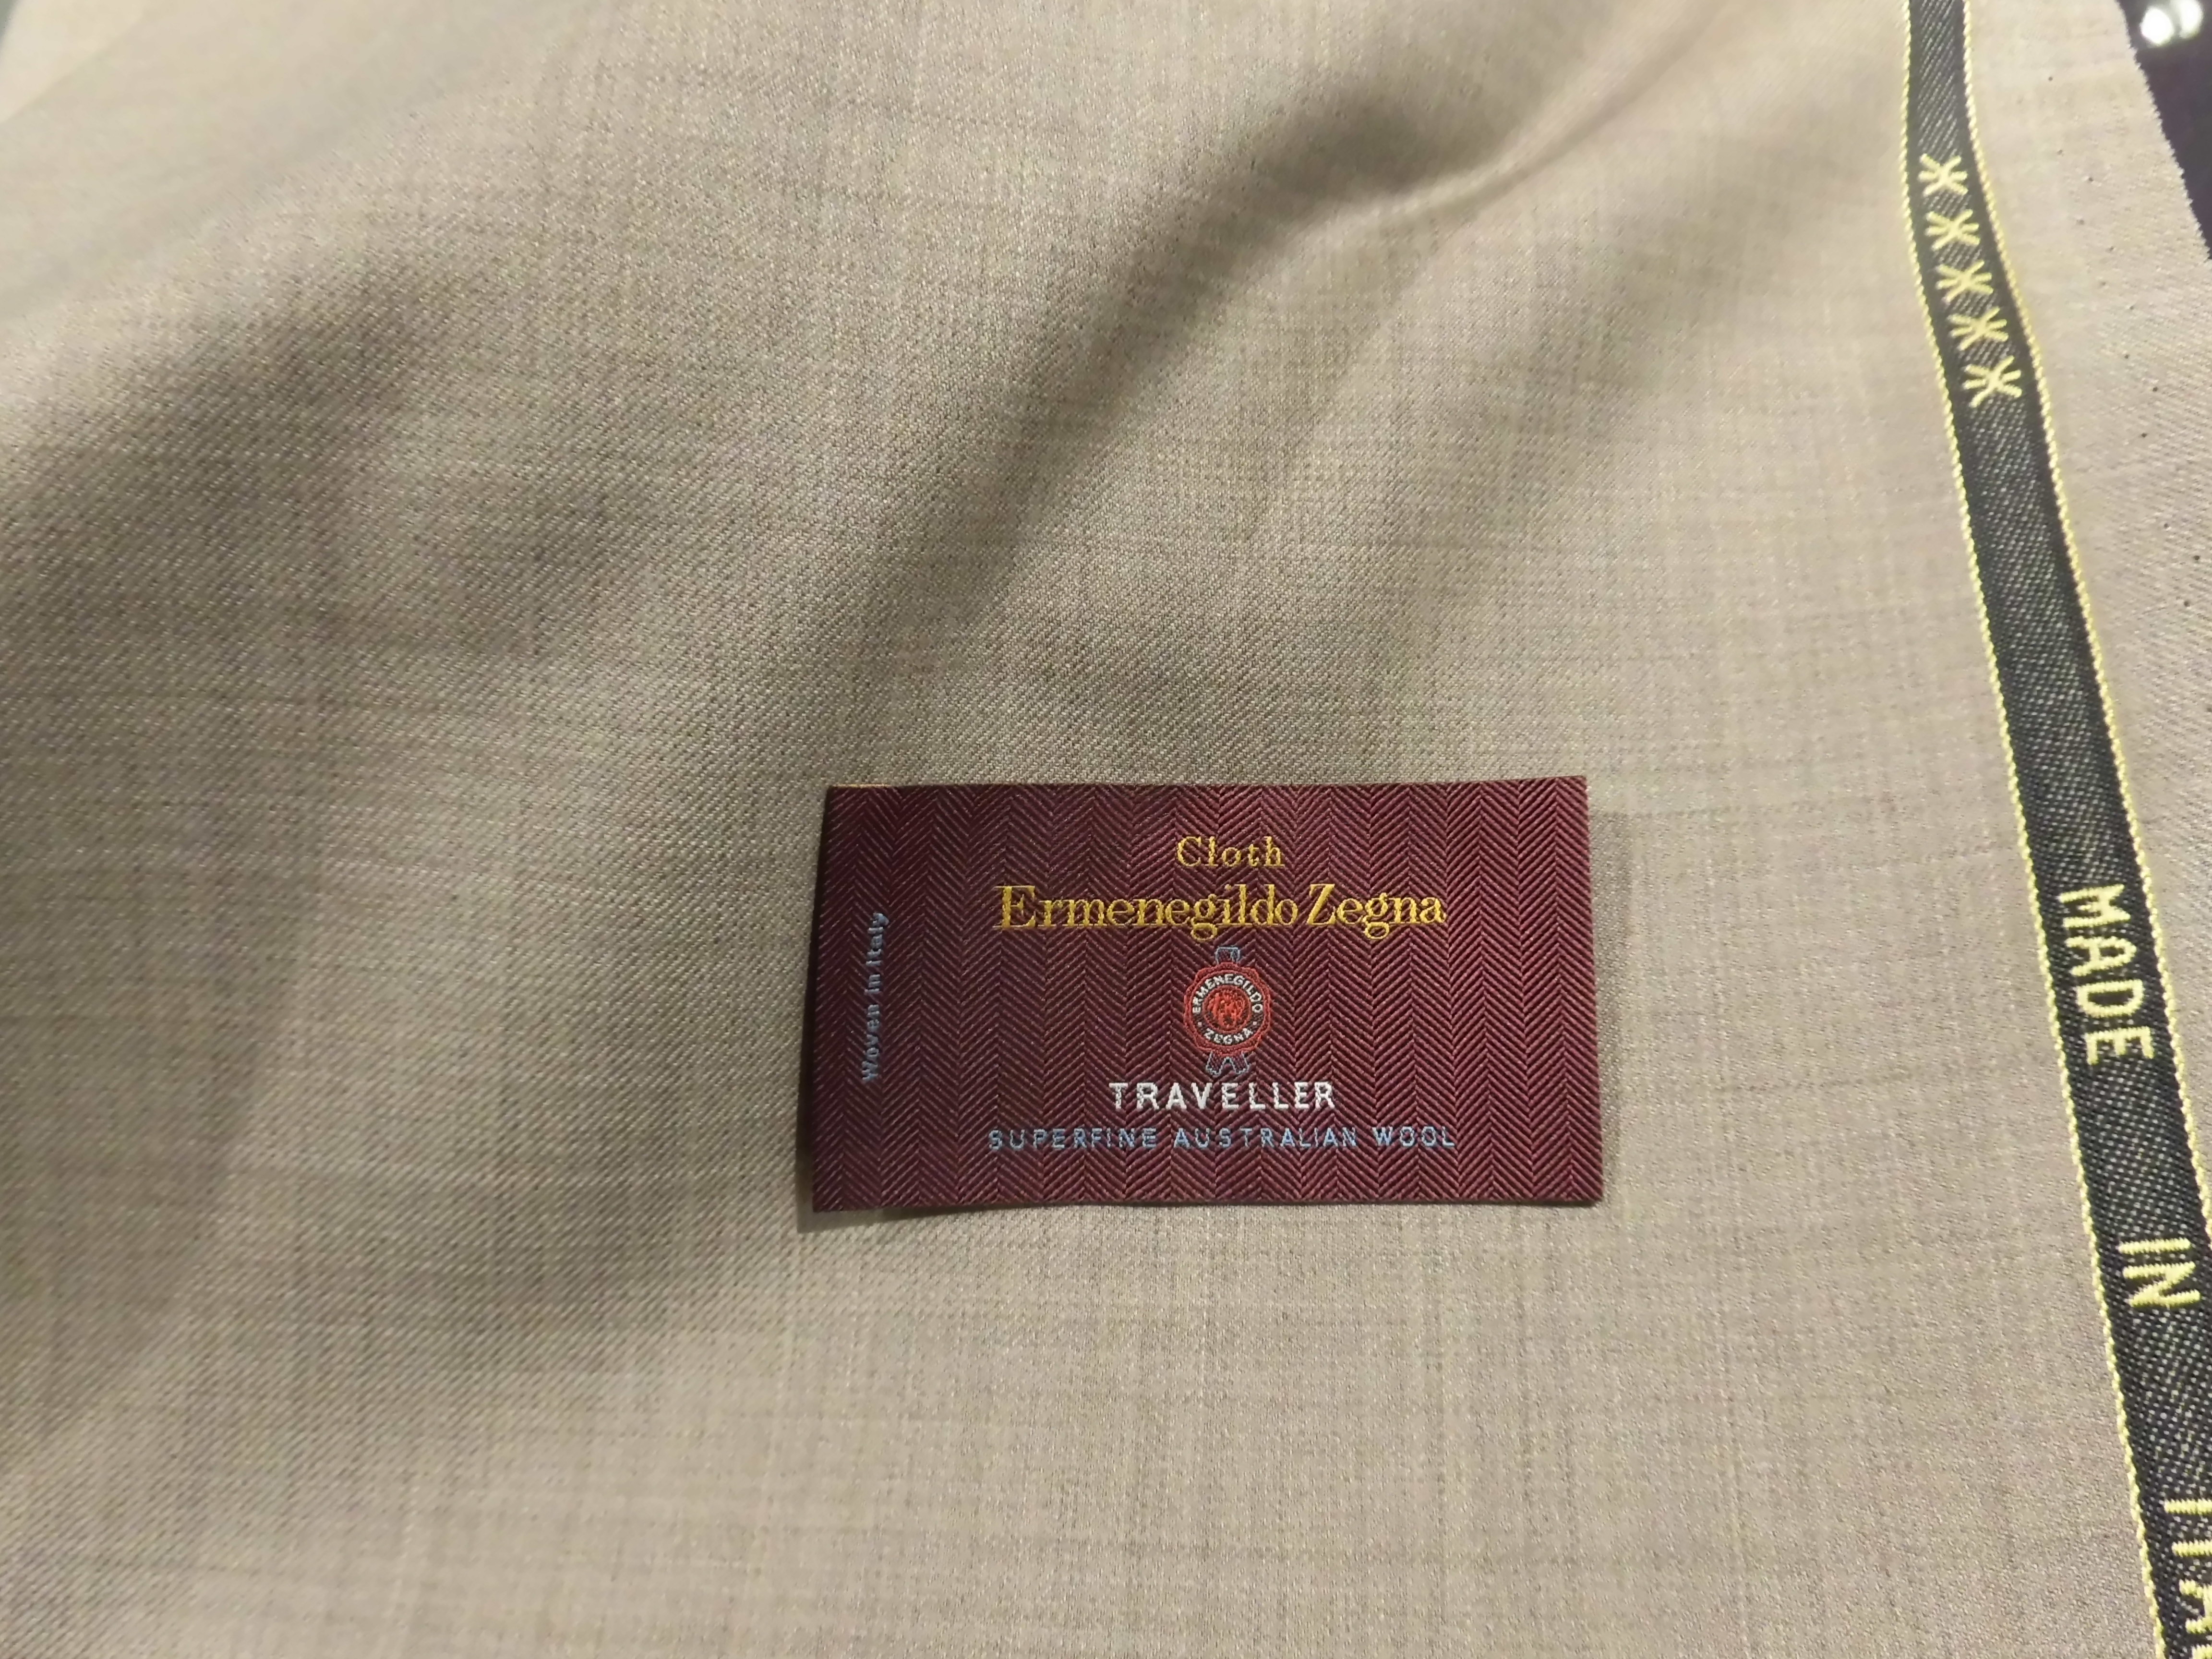 Cloth
Ermenegildo Zegna
ERMENEGILDO
ZEGNA
TRAVELLER
SUPERFINE AUSTRALIAN WOOL
Woven in Italy
MADE IN